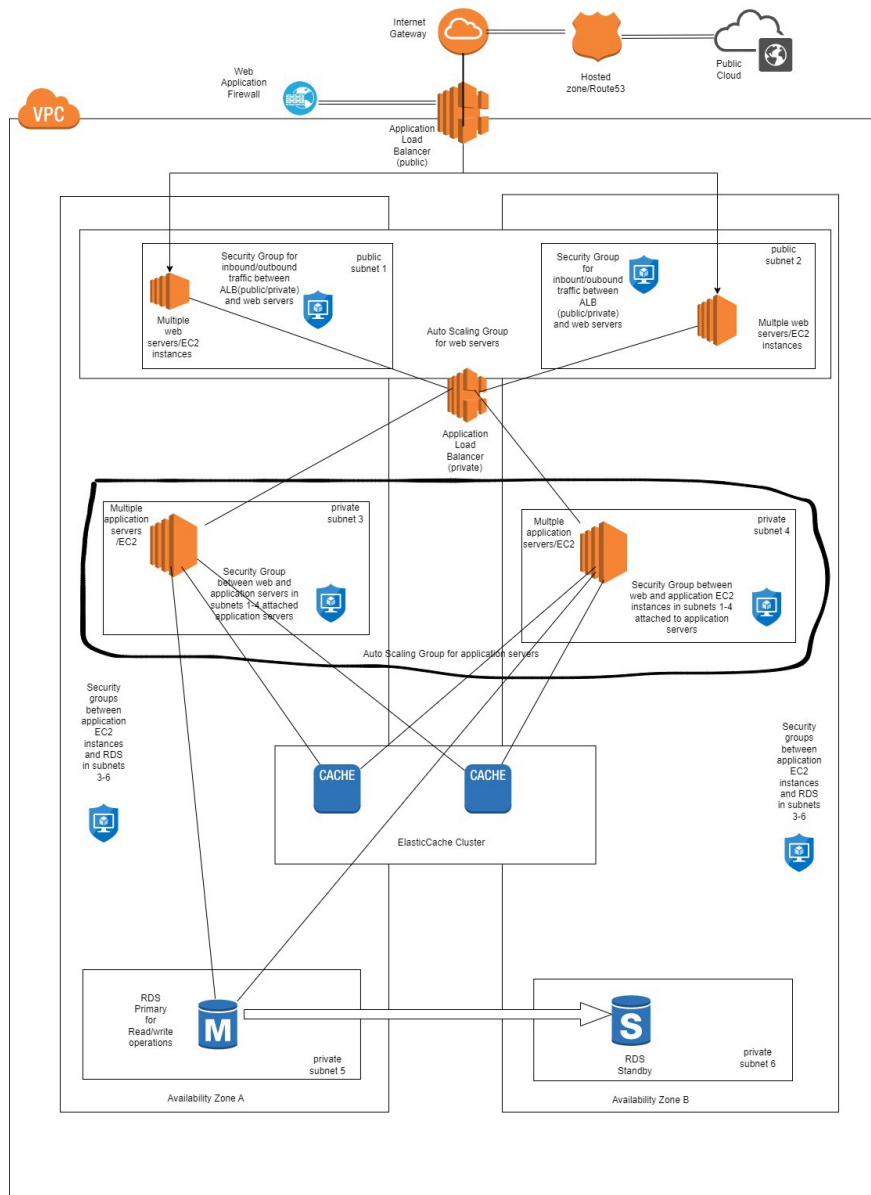 Internet
Gateway
Hosted
zone/Route53
Public
Cloud
Web
Application
Firewall
VPC
Application
Load
Balancer
(public)
Security Group for
inbound/outbound
traffic between
ALB(public/private)
and web servers
public
subnet 1
Multiple
web
servers/EC2
instances
Auto Scaling Group
for web servers
Security Group
for
inbount/oubound
traffic between
ALB
(public/private)
and web servers
public
subnet 2
Multple web
servers/EC2
instances
Application
Load
Balancer
(private)
Multiple
application
servers
/EC2
private
subnet 3
Security Group
between web and
application servers in
subnets 1-4 attached
application servers
Multple
application
servers/EC2
private
subnet 4
Security Group between
web and application EC2
instances in subnets 1-4
attached to application
servers
Auto Scaling Group for application servers
Security
groups
between
application
EC2
instances
and RDS
in subnets
3-6
Security
groups
between
application
EC2
instances
and RDS
in subnets
3-6
CACHE
CACHE
ElasticCache Cluster
RDS
Primary
for
Read/write
operations
M
private
subnet 5
S
RDS
Standby
private
subnet 6
Availability Zone A
Availability Zone B